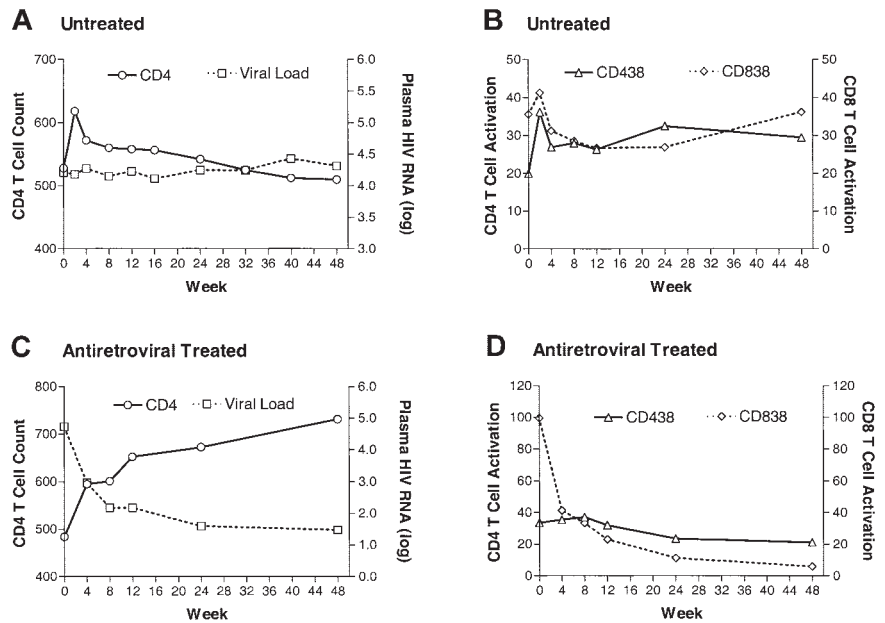 A Untreated
CD4 Viral Load
CD4 T Cell Count
700
600
500
400
Plasma HIV RNA (log)
6.0
5.5
5.0
4.5
4.0
3.5
3.0
0 4 8 12 16 20 24 28 32 36 40 44 48
Week
B Untreated
CD438 CD838
CD4 T Cell Activation
50
40
30
20
10
0
CD8 T Cell Activation
50
40
30
20
10
0
0 4 8 12 16 20 24 28 32 36 40 44 48
Week
C Antiretroviral Treated
CD4 Viral Load
CD4 T Cell Count
800
700
600
500
400
Plasma HIV RNA (log)
6.0
5.0
4.0
3.0
2.0
1.0
0.0
0 4 8 12 16 20 24 28 32 36 40 44 48
Week
D Antiretroviral Treated
CD438 CD838
CD4 T Cell Activation
120
100
80
60
40
20
0
CD8 T Cell Activation
120
100
80
60
40
20
0
0 4 8 12 16 20 24 28 32 36 40 44 48
Week